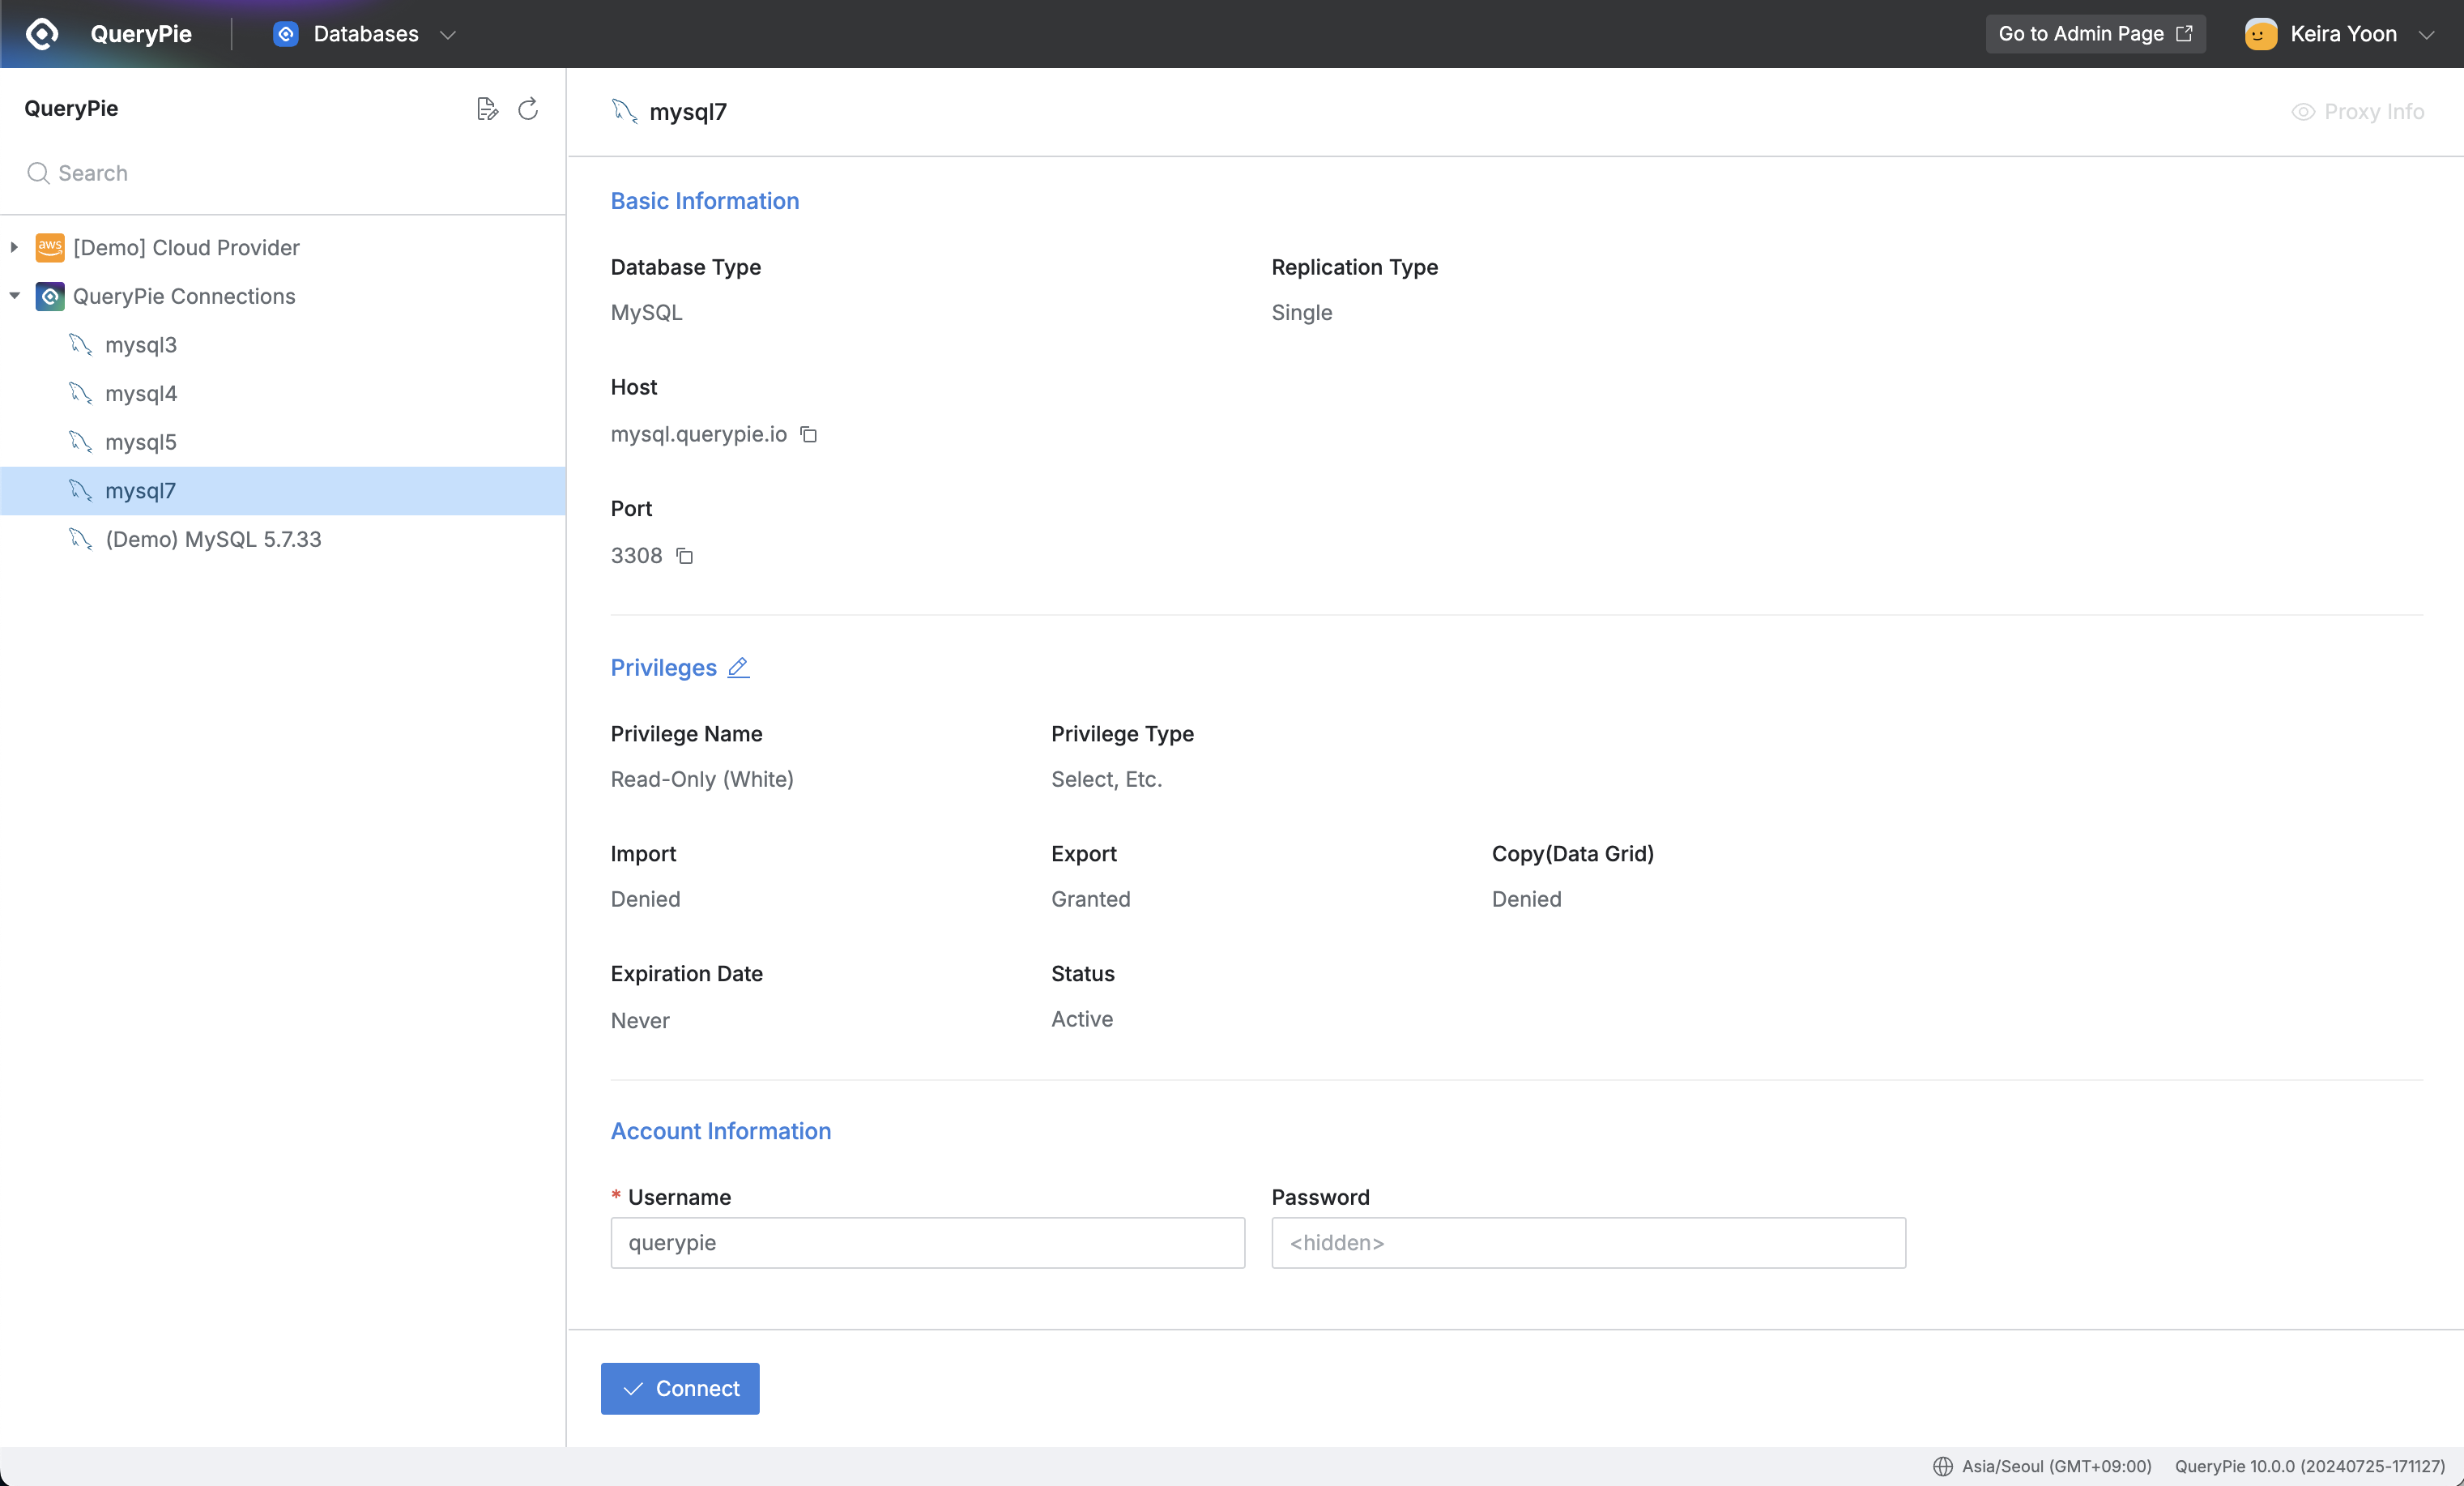 QueryPie
Databases
Go to Admin Page
Keira Yoon
QueryPie
Search
aws
[Demo] Cloud Provider
QueryPie Connections
mysql3
mysql4
mysql5
mysql7
(Demo) MySQL 5.7.33
mysql7
Proxy Info
Basic Information
Database Type
Replication Type
MySQL
Single
Host
mysql.querypie.io
Port
3308
Privileges
Privilege Name
Privilege Type
Read-Only (White)
Select, Etc.
Import
Export
Copy(Data Grid)
Denied
Granted
Denied
Expiration Date
Status
Never
Active
Account Information
* Username
Password
querypie
<hidden>
Connect
Asia/Seoul (GMT+09:00)
QueryPie 10.0.0 (20240725-171127)